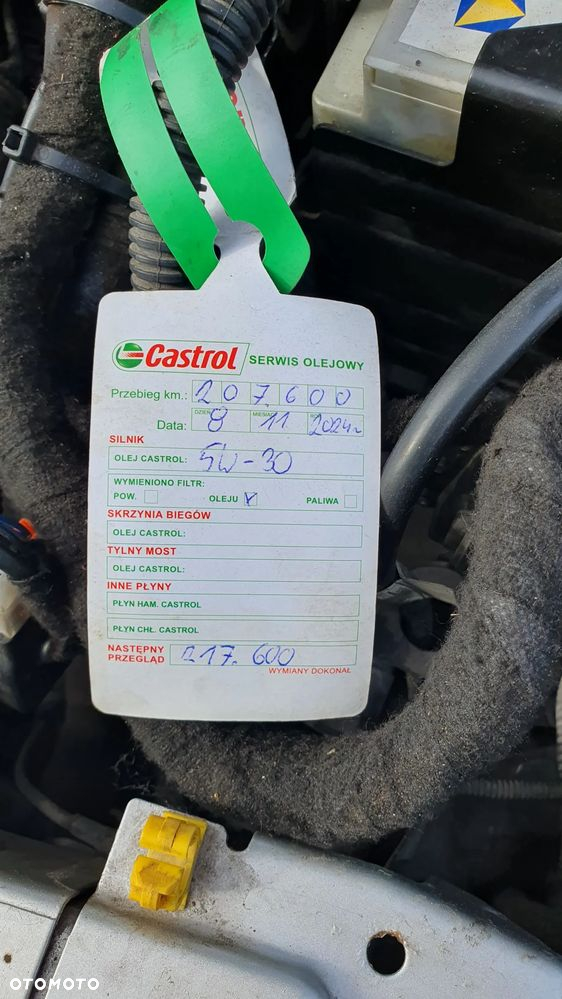 Castrol SERWIS OLEJOWY
Przebieg km.: 207.600
DZIEŃ MIESIĄC
Data: 8 11 2024r
SILNIK
OLEJ CASTROL: 5W-30
WYMIENIONO FILTR:
POW. OLEJU PALIWA
SKRZYNIA BIEGÓW
OLEJ CASTROL:
TYLNY MOST
OLEJ CASTROL:
INNE PŁYNY
PŁYN HAM. CASTROL
PŁYN CHŁ. CASTROL
NASTĘPNY
PRZEGLĄD 217.600
WYMIANY DOKONAŁ
OTOMOTO